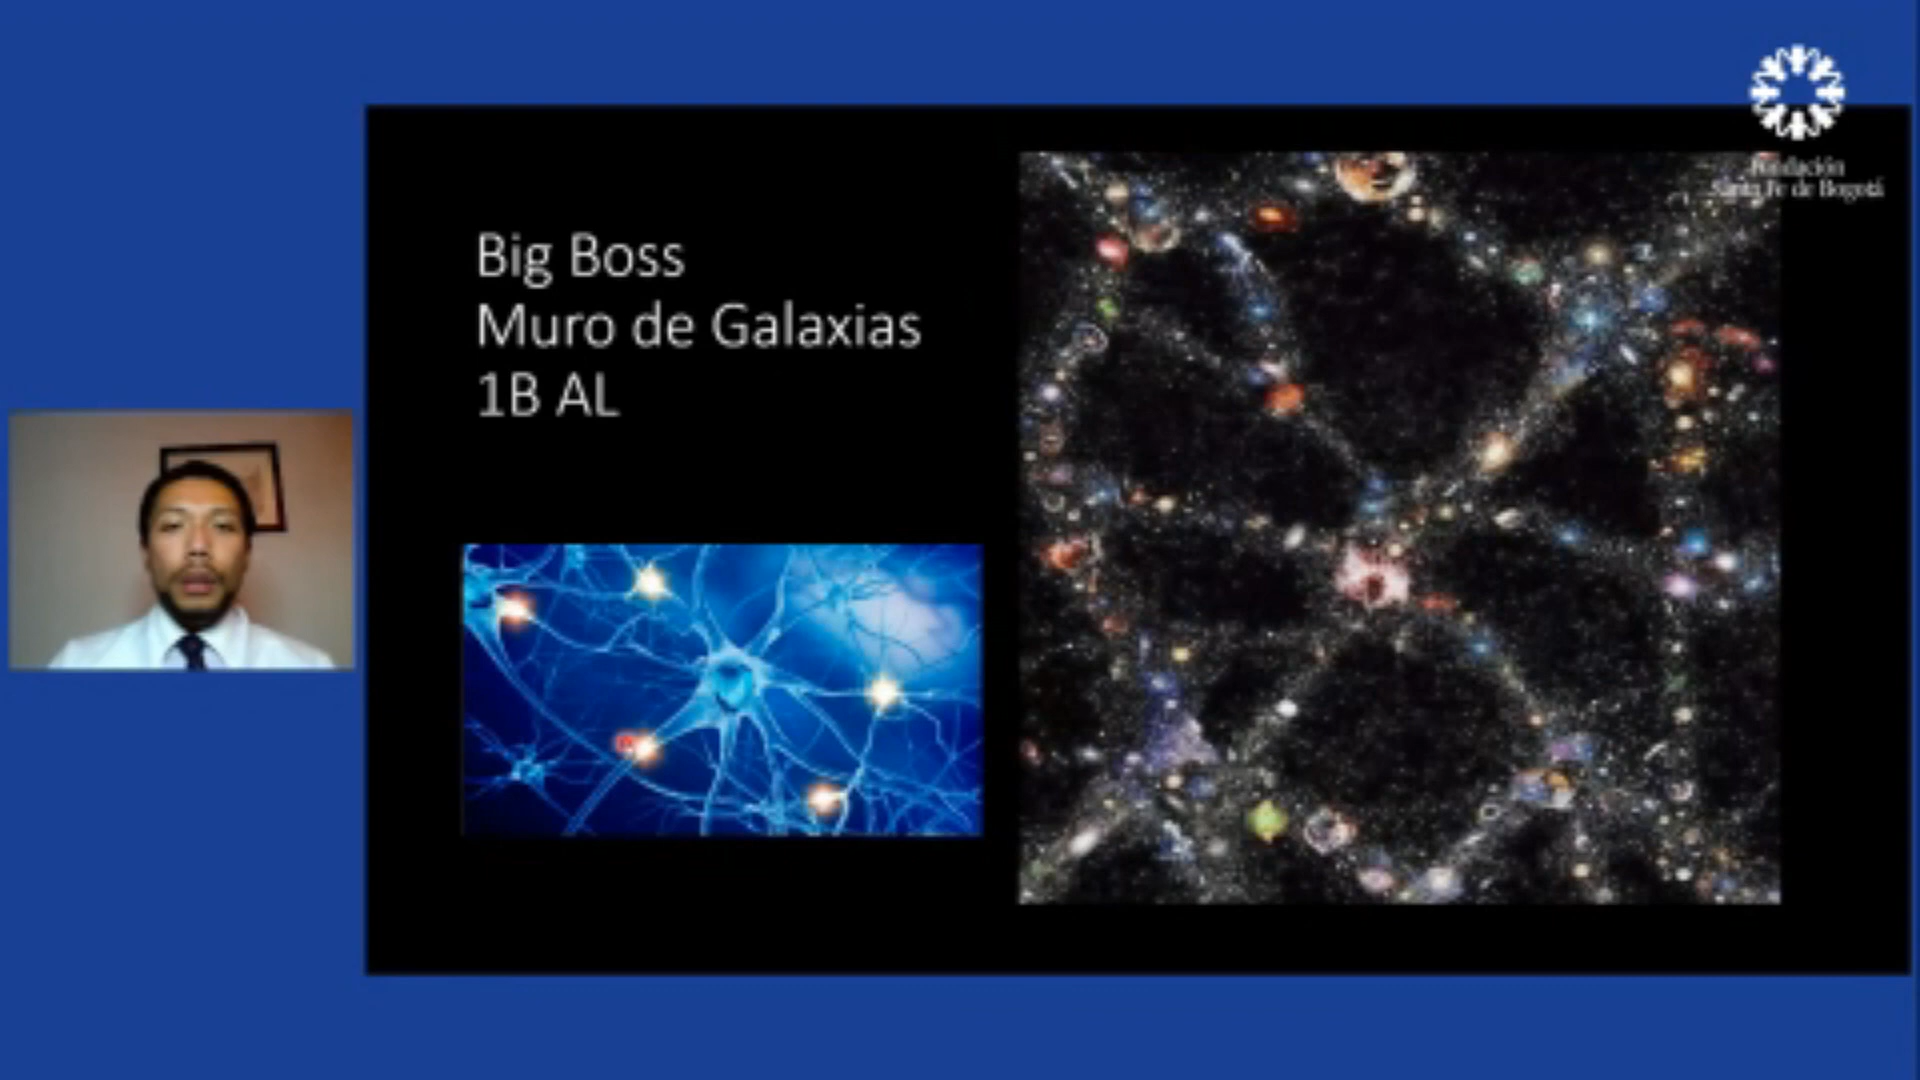 Big Boss
Muro de Galaxias
1B AL
Fundación
Santa Fe de Bogotá